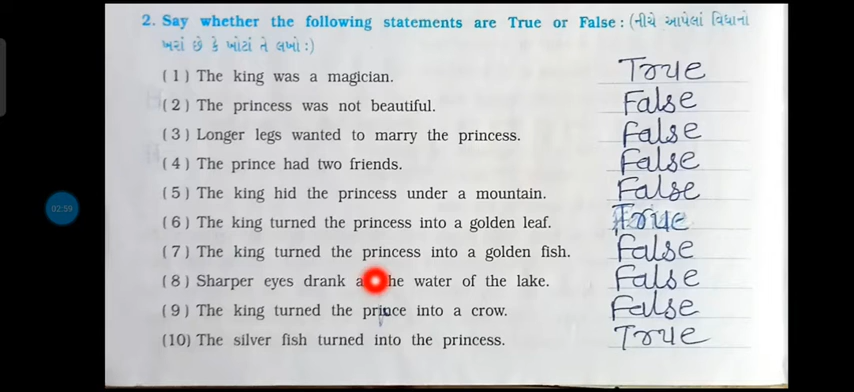 2. Say whether the following statements are True or False : (નીચે આપેલાં વિધાનો
ખરાં છે કે ખોટાં તે લખો :)
(1) The king was a magician. True
(2) The princess was not beautiful. False
(3) Longer legs wanted to marry the princess. False
(4) The prince had two friends. False
(5) The king hid the princess under a mountain. False
(6) The king turned the princess into a golden leaf. True
(7) The king turned the princess into a golden fish. False
02:59
(8) Sharper eyes drank the water of the lake. False
(9) The king turned the prince into a crow. False
(10) The silver fish turned into the princess. True